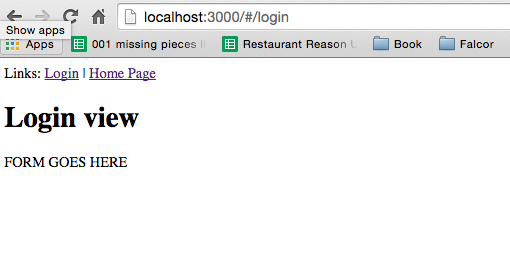 localhost:3000/#/login
Show apps
Apps 001 missing pieces Restaurant Reason Book Falcor
Links: Login | Home Page
Login view
FORM GOES HERE